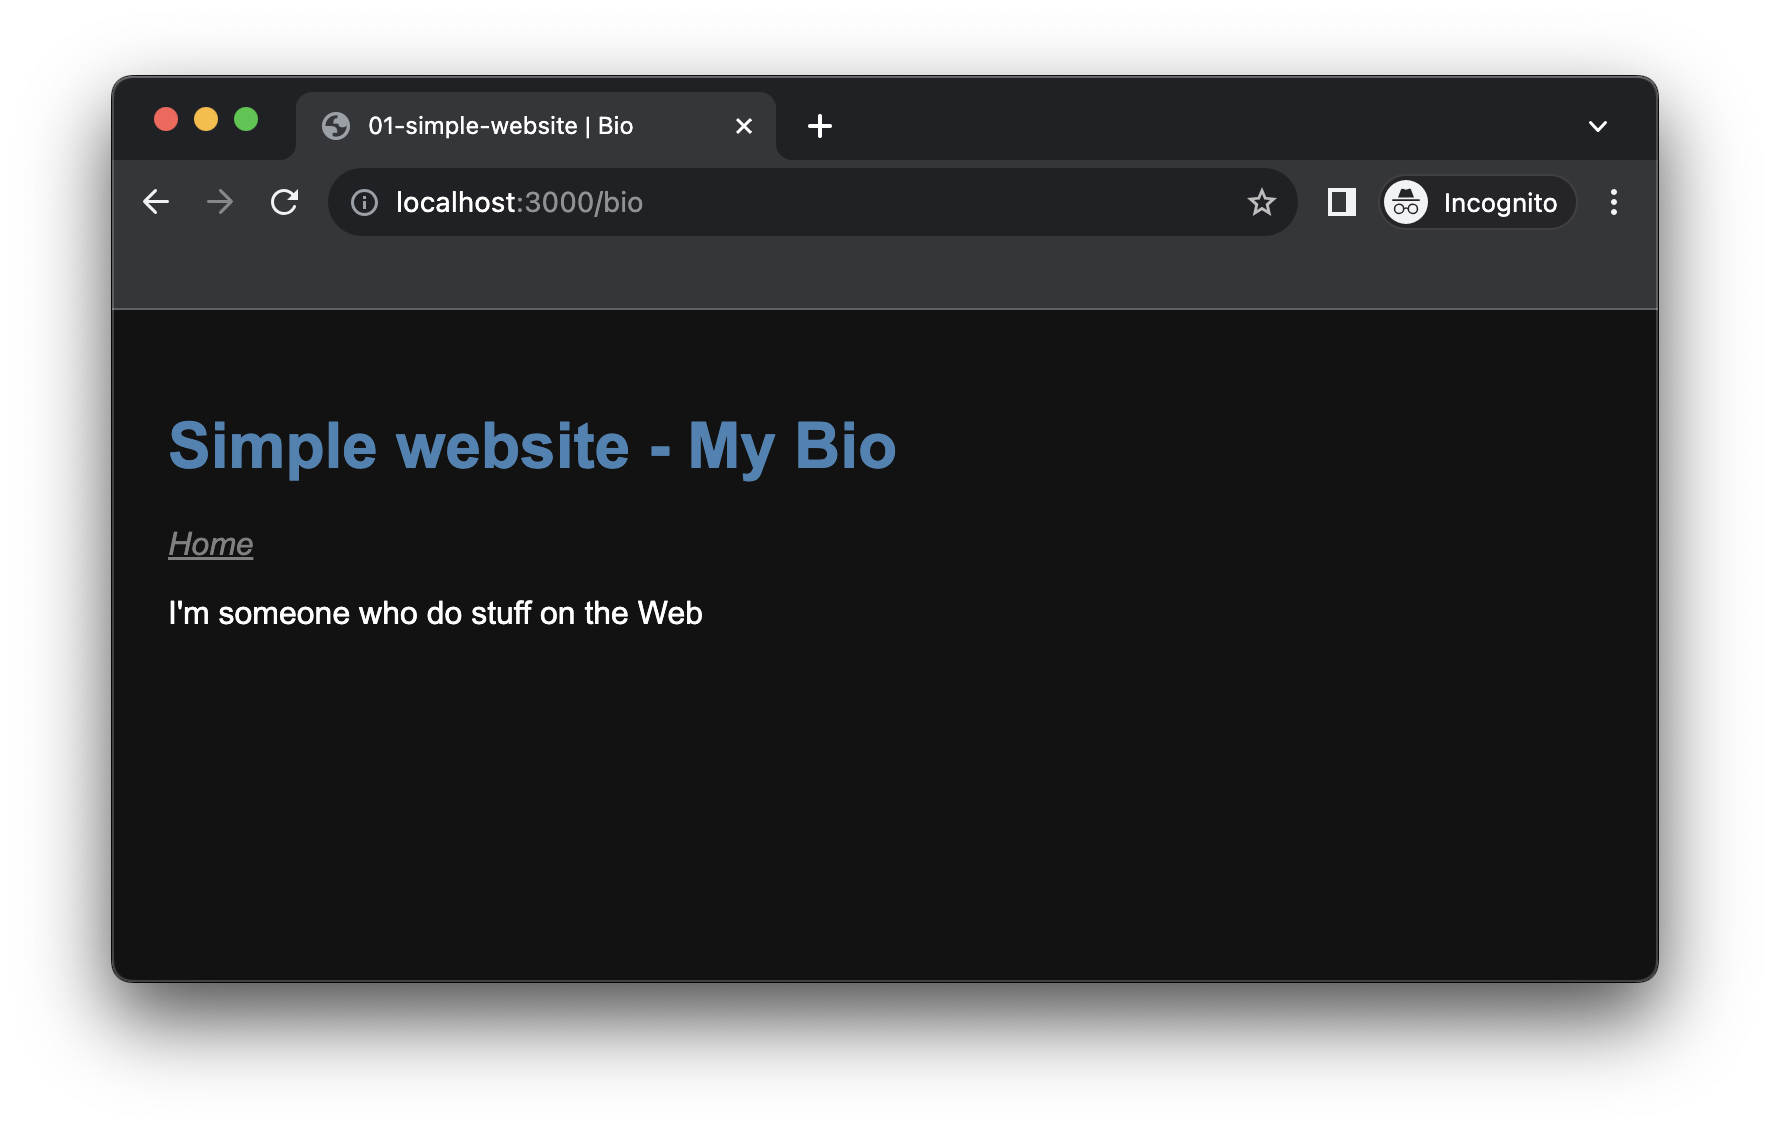 01-simple-website | Bio
localhost:3000/bio
Incognito
Simple website - My Bio
Home
I'm someone who do stuff on the Web